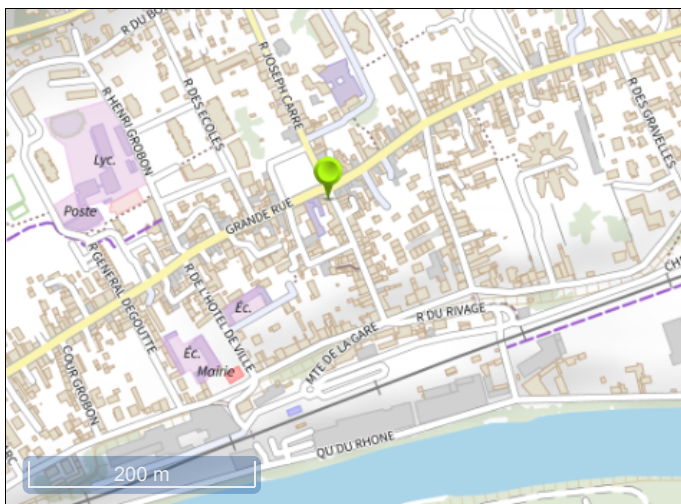 R DU BO
R JOSEPH CARRE
R DES ECOLES
R HENRI GROBON
R DES GRAVELLES
Lyc.
Poste
GRANDE RUE
R GENERAL DEGOUTTE
R DE L'HOTEL DE VILLE
CH
Éc.
R DU RIVAGE
Éc.
Mairie
MTE DE LA GARE
COUR GROBON
QU DU RHONE
RC
200 m